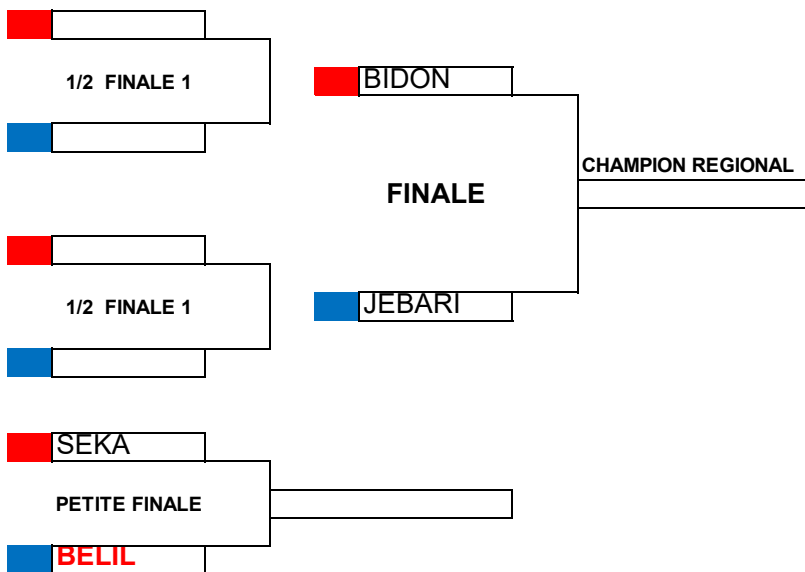 1/2 FINALE 1
BIDON
CHAMPION REGIONAL
FINALE
1/2 FINALE 1
JEBARI
SEKA
PETITE FINALE
BELIL